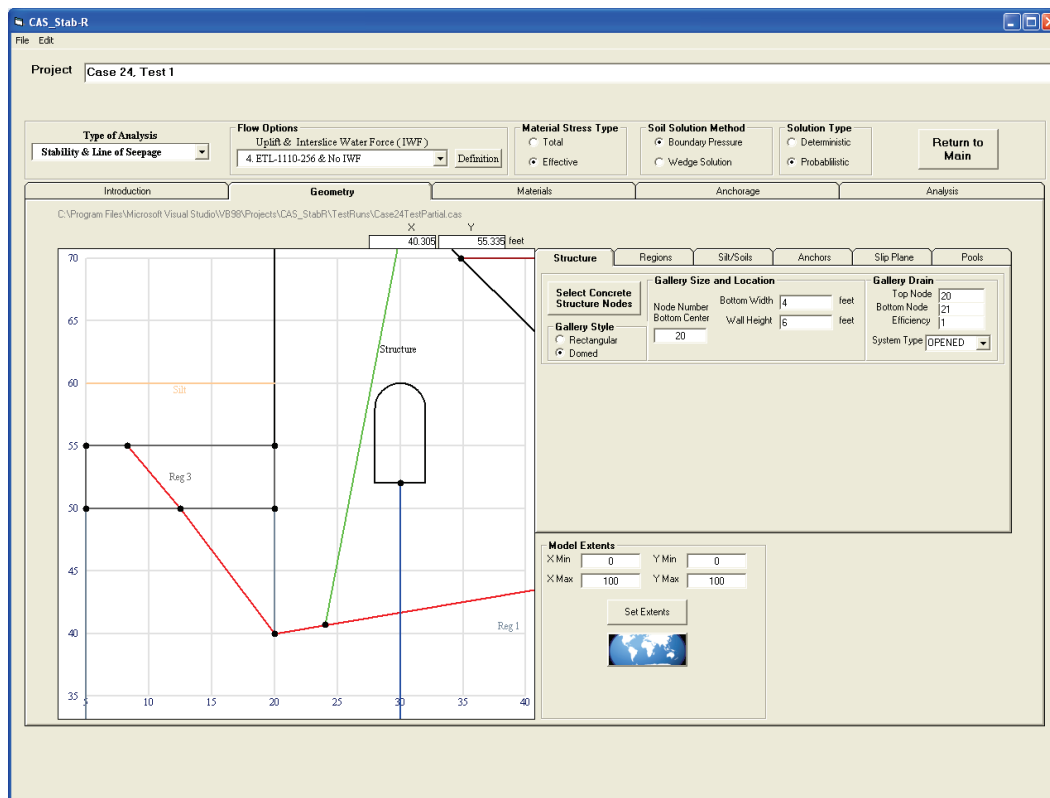 CAS_Stab-R
File Edit
Project Case 24, Test 1
Type of Analysis
Stability & Line of Seepage
Flow Options
Uplift & Interslice Water Force ( IWF )
4. ETL-1110-256 & No IWF
Definition
Material Stress Type
Total
Effective
Soil Solution Method
Boundary Pressure
Wedge Solution
Solution Type
Deterministic
Probablilistic
Return to
Main
Introduction Geometry Materials Anchorage Analysis
C:\Program Files\Microsoft Visual Studio\VB98\Projects\CAS_StabR\TestRuns\Case24TestPartial.cas
X Y
40.305 55.335 feet
70
65
60
55
50
45
40
35
5 10 15 20 25 30 35 40
Structure
Silt
Reg 3
Reg 1
Structure Regions Silt/Soils Anchors Slip Plane Pools
Select Concrete
Structure Nodes
Gallery Style
Rectangular
Domed
Gallery Size and Location
Node Number
Bottom Center
20
Bottom Width 4 feet
Wall Height 6 feet
Gallery Drain
Top Node 20
Bottom Node 21
Efficiency 1
System Type OPENED
Model Extents
X Min 0 Y Min 0
X Max 100 Y Max 100
Set Extents